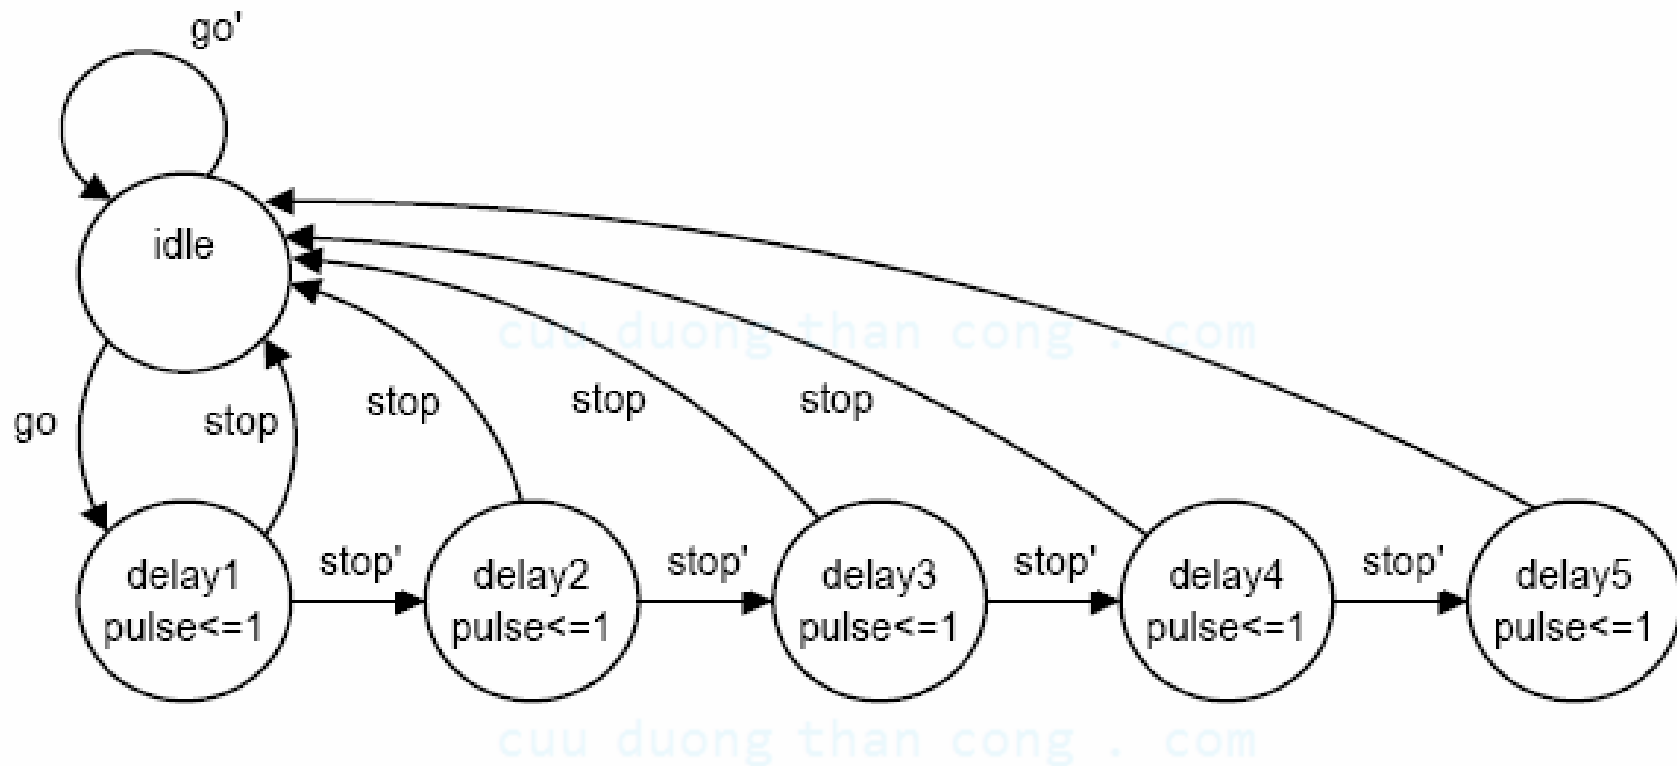 go'
idle
cuu duong than cong . com
stop
stop
stop
go
stop
stop'
stop'
stop'
stop'
delay1
pulse<=1
delay2
pulse<=1
delay3
pulse<=1
delay4
pulse<=1
delay5
pulse<=1
cuu duong than cong . com